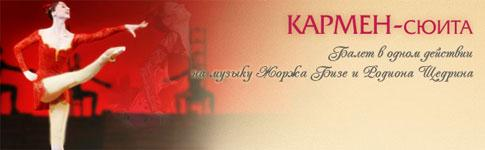 КАРМЕН-СЮИТА
Балет в одном действии
на музыку Жоржа Бизе и Родиона Щедрина